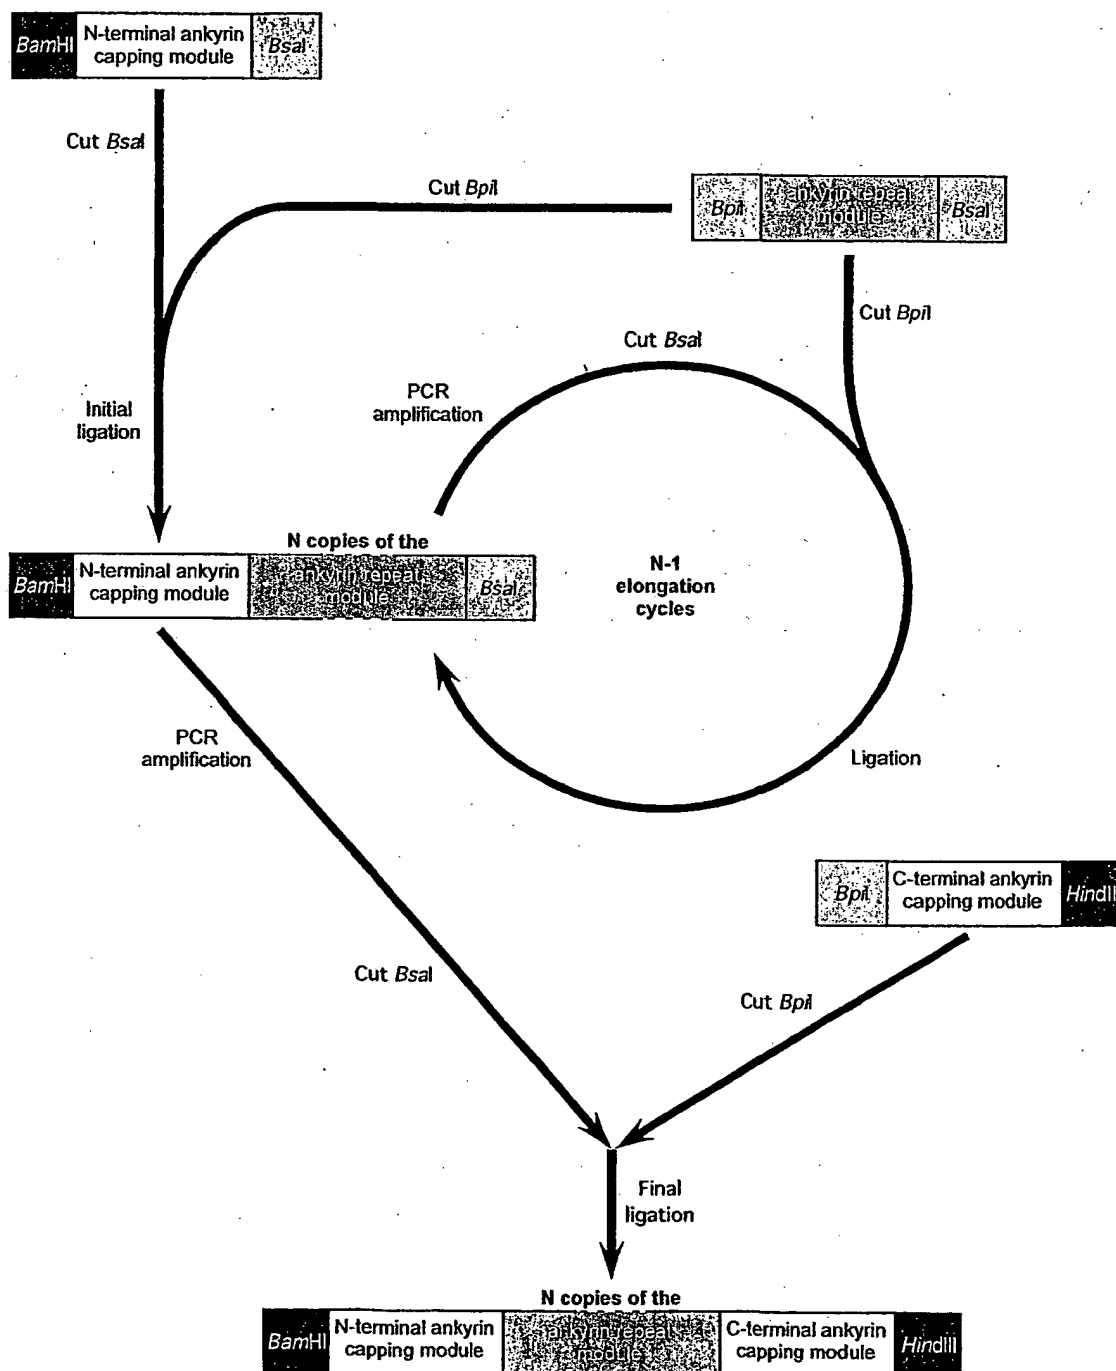 BamHI
N-terminal ankyrin
capping module
BsaI
Cut BsaI
Cut BpiI
BpiI
ankyrin repeat
module
BsaI
Cut BpiI
Cut BsaI
PCR
amplification
Initial
ligation
N copies of the
BamHI
N-terminal ankyrin
capping module
ankyrin repeat
module
BsaI
N-1
elongation
cycles
PCR
amplification
Ligation
BpiI
C-terminal ankyrin
capping module
HindIII
Cut BsaI
Cut BpiI
Final
ligation
N copies of the
BamHI
N-terminal ankyrin
capping module
ankyrin repeat
module
C-terminal ankyrin
capping module
HindIII